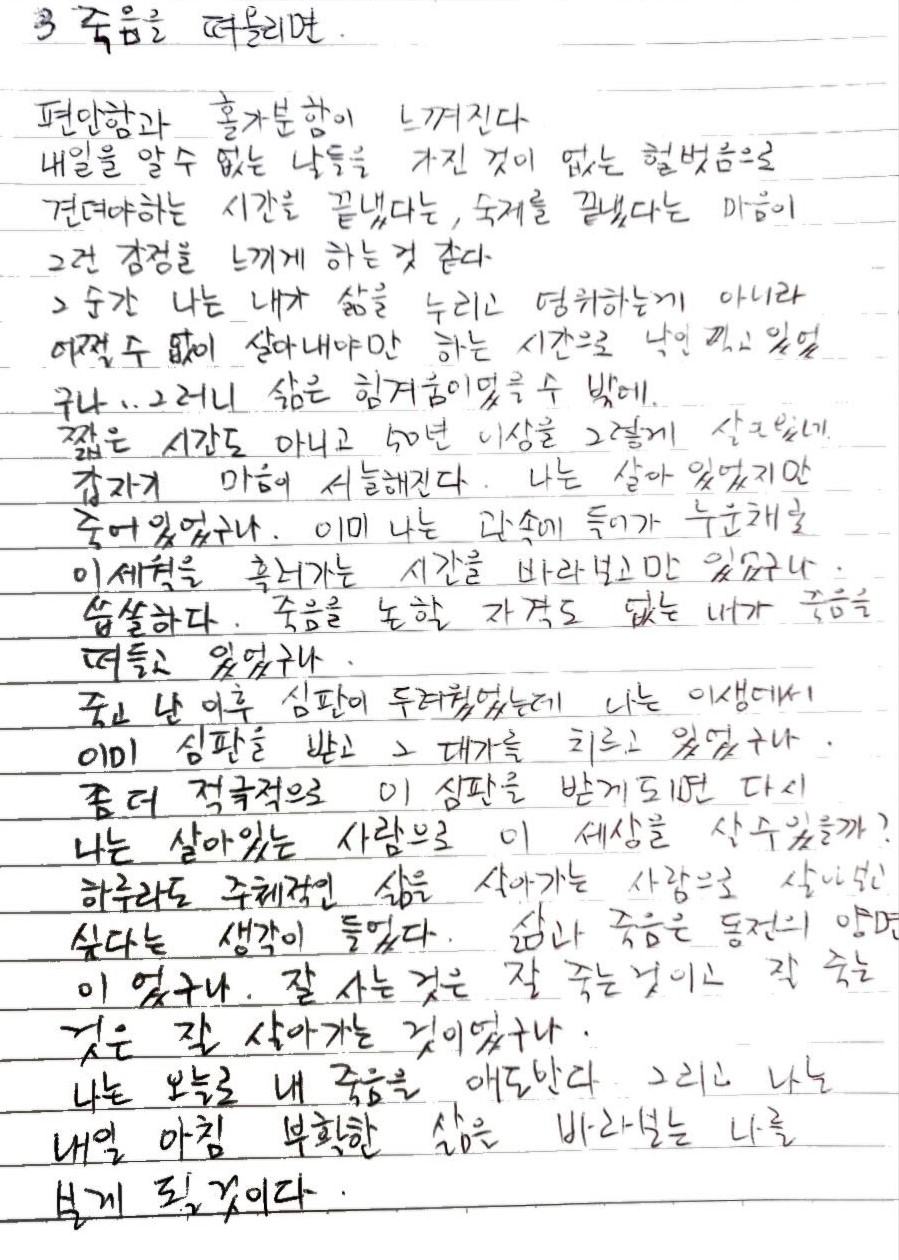 3 죽음을 떠올리면.
편안함과 홀가분함이 느껴진다
내일을 알 수 없는 날들을 가진 것이 없는 헐벗음으로
견뎌야하는 시간을 끝냈다는, 숙제를 끝냈다는 마음이
그런 감정을 느끼게 하는것 같다.
그 순간 나는 내가 삶을 누리고 영위하는게 아니라
어쩔 수 없이 살아내야만 하는 시간으로 낙인 찍고 있었
구나... 그러니 삶은 힘겨움이었을 수 밖에.
짧은 시간도 아니고 50년 이상을 그렇게 살고있네.
갑자기 마음이 서늘해진다. 나는 살아 있었지만
죽어있었구나. 이미 나는 관속에 들어가 누운채로
이세월을 흘러가는 시간을 바라보고만 있었구나.
씁쓸하다. 죽음을 논할 자격도 없는 내가 죽음을
떠들고 있었구나.
죽고 난 이후 심판이 두려웠었는데 나는 이생에서
이미 심판을 받고 그 대가를 치르고 있었구나.
좀더 적극적으로 이 심판을 받게되면 다시
나는 살아있는 사람으로 이 세상을 살수있을까?
하루라도 주체적인 삶을 살아가는 사람으로 살아보고
싶다는 생각이 들었다. 삶과 죽음은 동전의 양면
이었구나. 잘 사는것은 잘 죽는것이고 잘 죽는
것은 잘 살아가는 것이었구나.
나는 오늘로 내 죽음을 애도한다 그리고 나는
내일 아침 부활한 삶을 바라보는 나를
보게 될것이다.